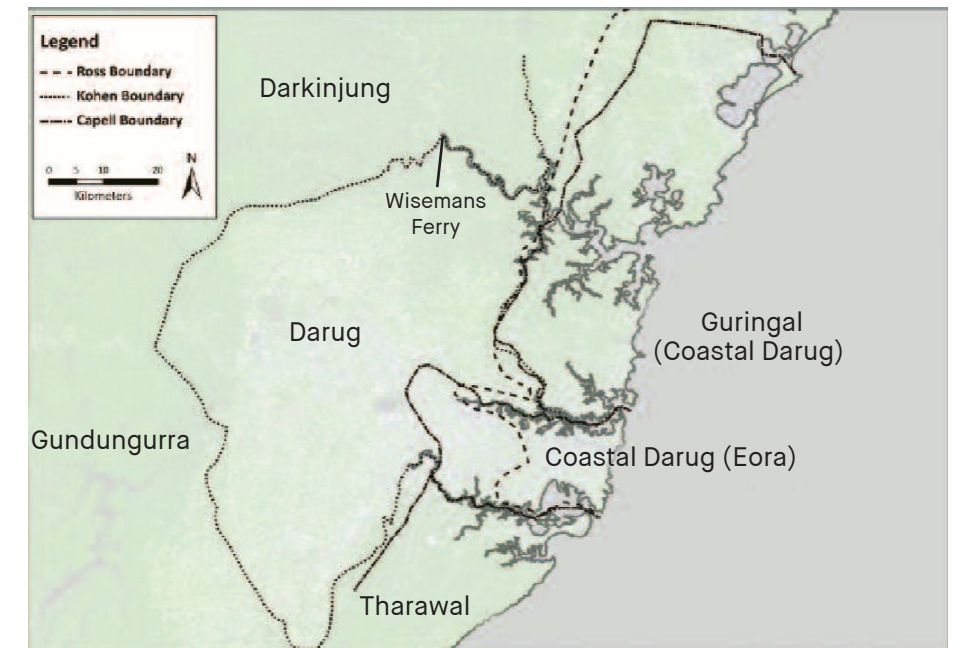 Legend
Ross Boundary
Kohen Boundary
Capell Boundary
0 5 10 20
Kilometers
N
Darkinjung
Wisemans
Ferry
Darug
Guringal
(Coastal Darug)
Gundungurra
Coastal Darug (Eora)
Tharawal